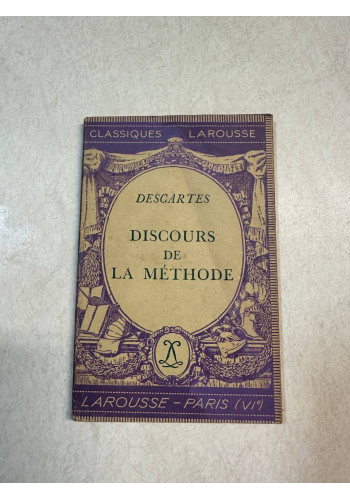 CLASSIQUES LAROUSSE
DESCARTES
DISCOURS
DE
LA MÉTHODE
LAROUSSE – PARIS (VIe)